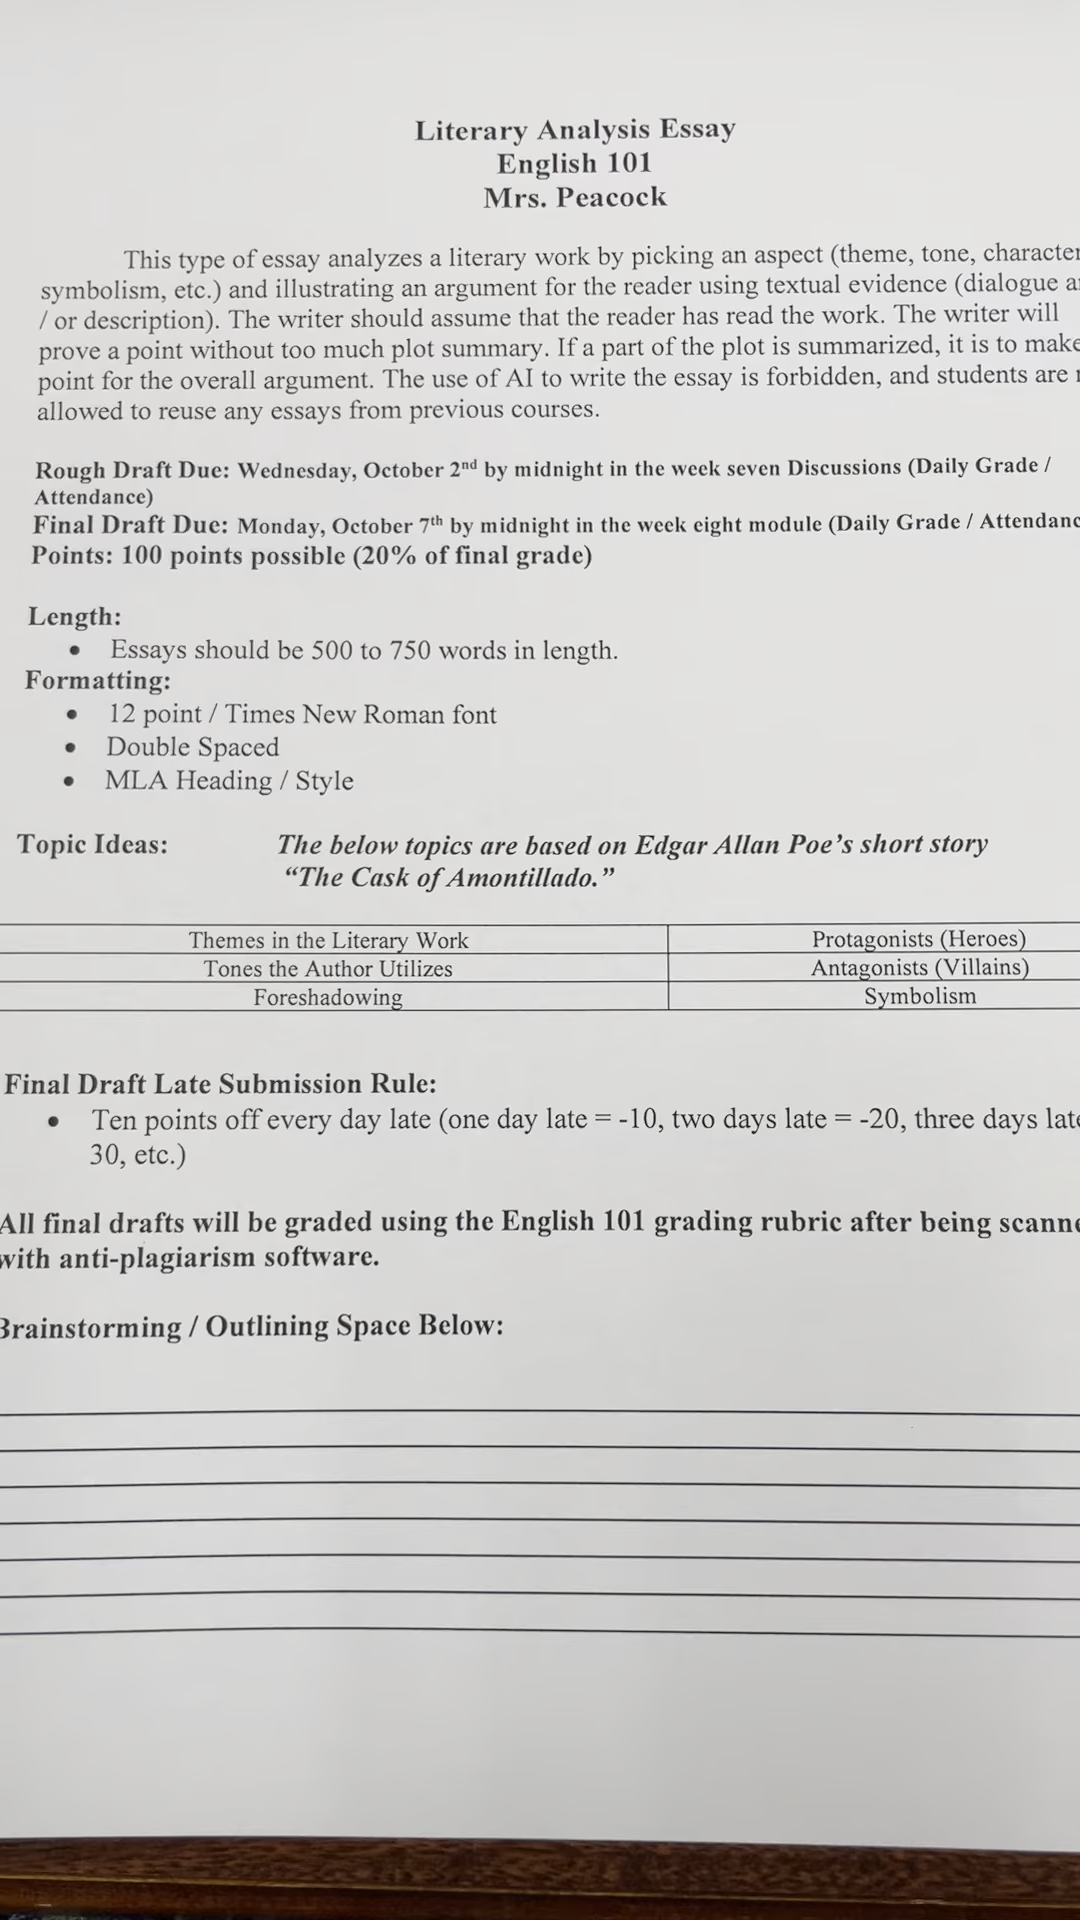 Literary Analysis Essay
English 101
Mrs. Peacock
This type of essay analyzes a literary work by picking an aspect (theme, tone, character
symbolism, etc.) and illustrating an argument for the reader using textual evidence (dialogue
/ or description). The writer should assume that the reader has read the work. The writer will
prove a point without too much plot summary. If a part of the plot is summarized, it is to make
point for the overall argument. The use of AI to write the essay is forbidden, and students are
allowed to reuse any essays from previous courses.
Rough Draft Due: Wednesday, October 2nd by midnight in the week seven Discussions (Daily Grade /
Attendance)
Final Draft Due: Monday, October 7th by midnight in the week eight module (Daily Grade / Attendanc
Points: 100 points possible (20% of final grade)
Length:
• Essays should be 500 to 750 words in length.
Formatting:
• 12 point / Times New Roman font
• Double Spaced
• MLA Heading / Style
Topic Ideas: The below topics are based on Edgar Allan Poe's short story
“The Cask of Amontillado.”
Themes in the Literary Work Protagonists (Heroes)
Tones the Author Utilizes Antagonists (Villains)
Foreshadowing Symbolism
Final Draft Late Submission Rule:
• Ten points off every day late (one day late = -10, two days late = -20, three days late
30, etc.)
All final drafts will be graded using the English 101 grading rubric after being scanne
with anti-plagiarism software.
Brainstorming / Outlining Space Below: